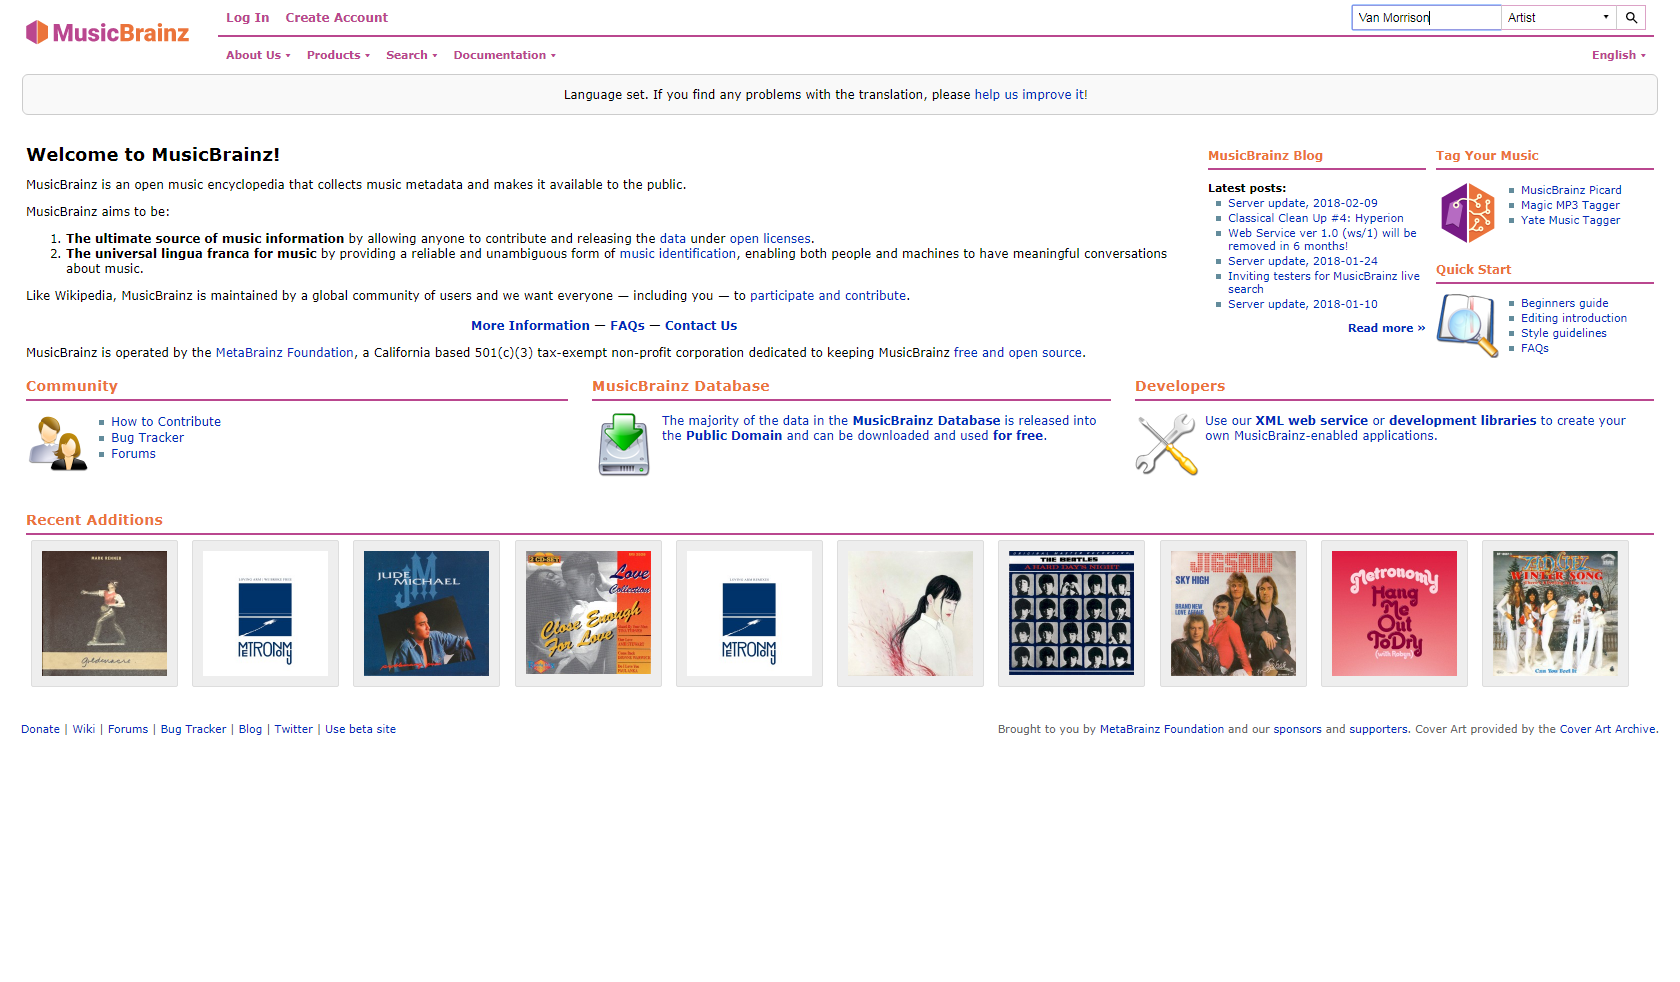 MusicBrainz
Log In Create Account
Van Morrison Artist
About Us Products Search Documentation
English
Language set. If you find any problems with the translation, please help us improve it!
Welcome to MusicBrainz!
MusicBrainz is an open music encyclopedia that collects music metadata and makes it available to the public.
MusicBrainz aims to be:
1. The ultimate source of music information by allowing anyone to contribute and releasing the data under open licenses.
2. The universal lingua franca for music by providing a reliable and unambiguous form of music identification, enabling both people and machines to have meaningful conversations
about music.
Like Wikipedia, MusicBrainz is maintained by a global community of users and we want everyone — including you — to participate and contribute.
More Information — FAQs — Contact Us
MusicBrainz is operated by the MetaBrainz Foundation, a California based 501(c)(3) tax-exempt non-profit corporation dedicated to keeping MusicBrainz free and open source.
MusicBrainz Blog
Latest posts:
Server update, 2018-02-09
Classical Clean Up #4: Hyperion
Web Service ver 1.0 (ws/1) will be
removed in 6 months!
Server update, 2018-01-24
Inviting testers for MusicBrainz live
search
Server update, 2018-01-10
Read more »
Tag Your Music
MusicBrainz Picard
Magic MP3 Tagger
Yate Music Tagger
Quick Start
Beginners guide
Editing introduction
Style guidelines
FAQs
Community
How to Contribute
Bug Tracker
Forums
MusicBrainz Database
The majority of the data in the MusicBrainz Database is released into
the Public Domain and can be downloaded and used for free.
Developers
Use our XML web service or development libraries to create your
own MusicBrainz-enabled applications.
Recent Additions
MARK RENNER
goldenacre
METRONOMY
JM
JUDE
MICHAEL
Love
Collection
Close Enough
For Love
METRONOMY
THE BEATLES
A HARD DAY'S NIGHT
JIGSAW
SKY HIGH
BRAND NEW
LOVE AFFAIR
Metronomy
Hang
Me
Out
To Dry
(with Robyn)
WINTER SONG
Can You Feel It
Donate | Wiki | Forums | Bug Tracker | Blog | Twitter | Use beta site
Brought to you by MetaBrainz Foundation and our sponsors and supporters. Cover Art provided by the Cover Art Archive.